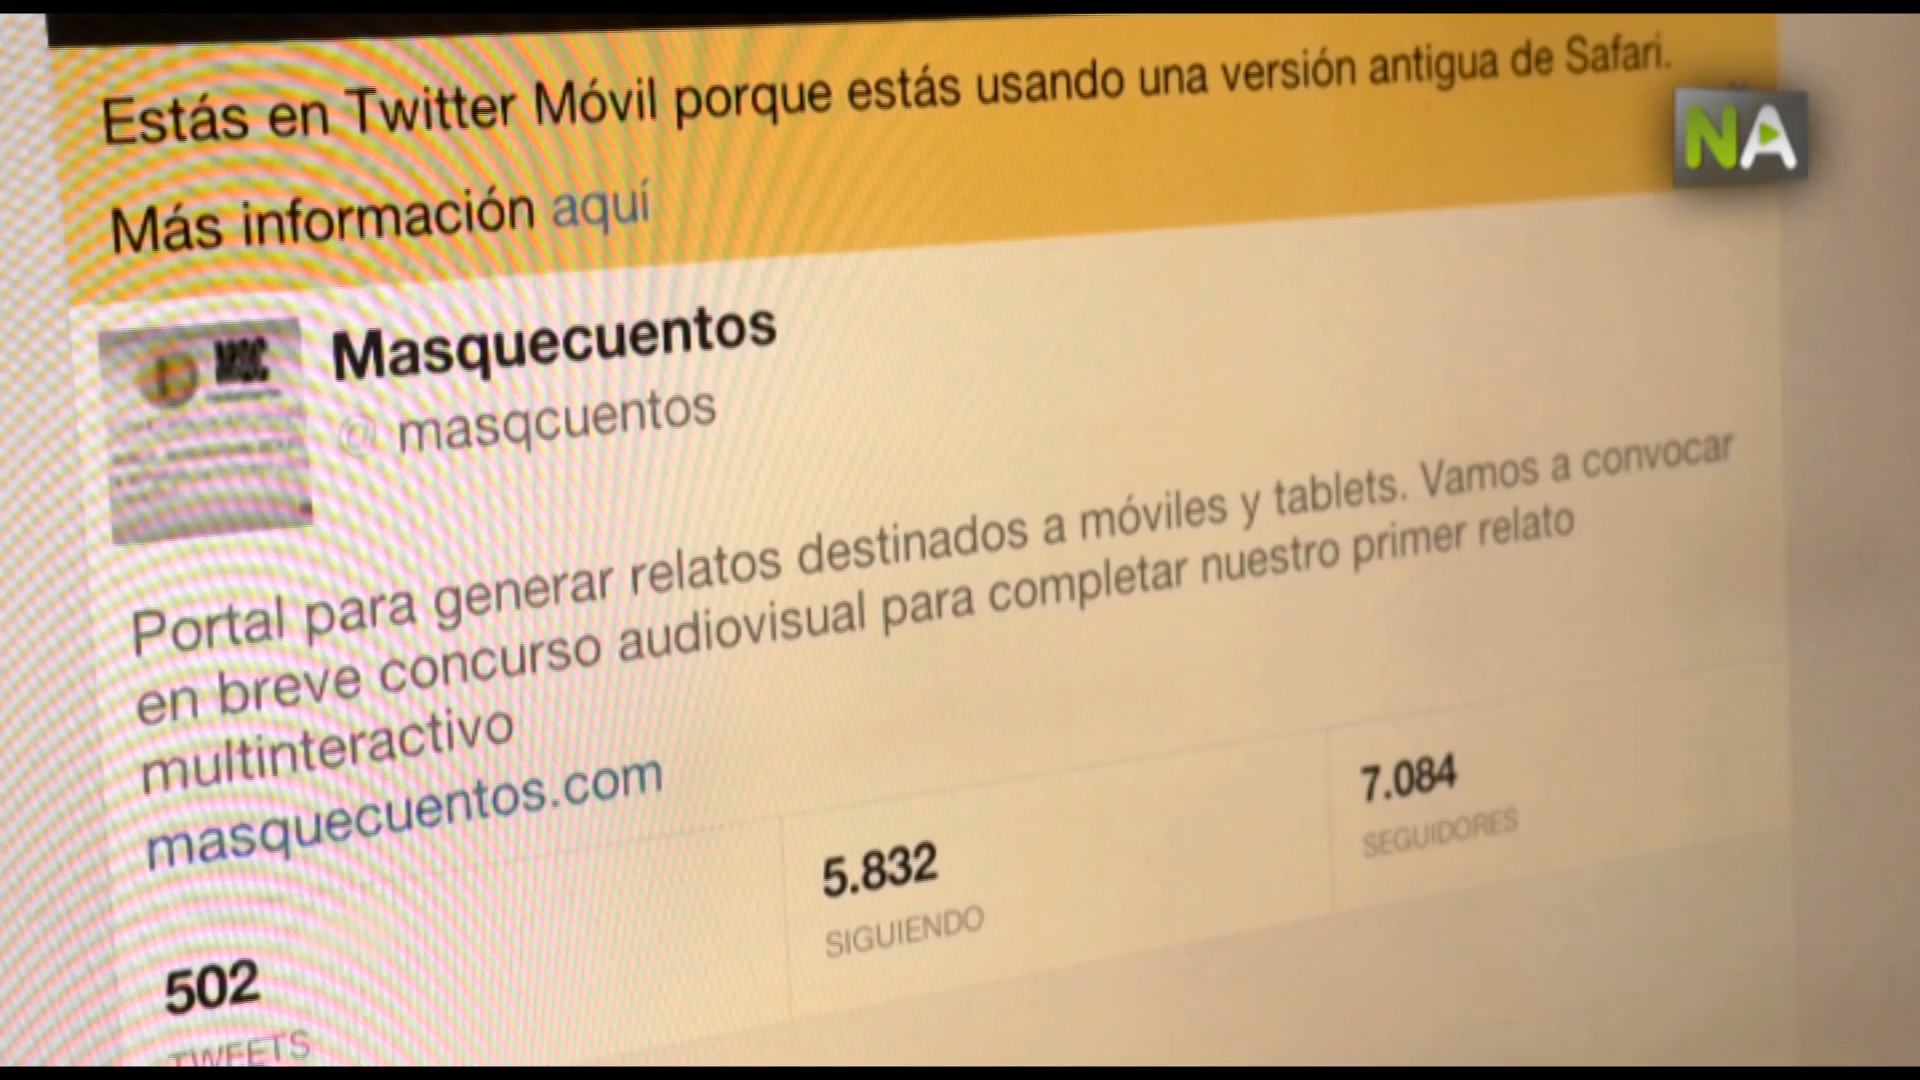 Estás en Twitter Móvil porque estás usando una versión antigua de Safari.
NA
Más información aquí
Masquecuentos
@masqcuentos
Portal para generar relatos destinados a móviles y tablets. Vamos a convocar
en breve concurso audiovisual para completar nuestro primer relato
multinteractivo
masquecuentos.com
502
TWEETS
5.832
SIGUIENDO
7.084
SEGUIDORES